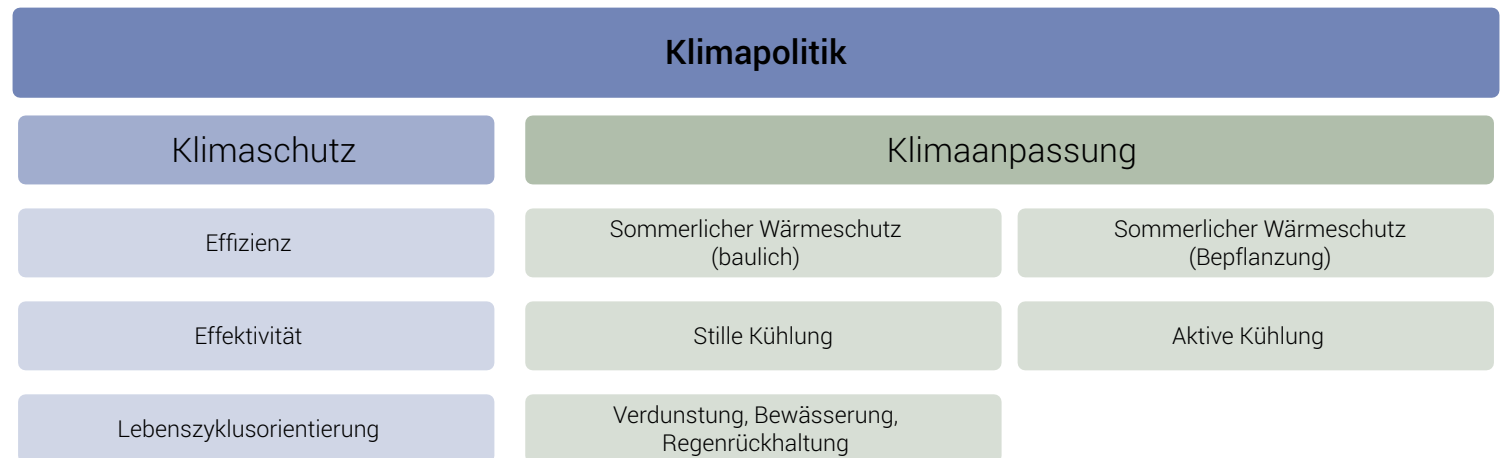 Klimapolitik
Klimaschutz
Klimaanpassung
Effizienz
Sommerlicher Wärmeschutz
(baulich)
Sommerlicher Wärmeschutz
(Bepflanzung)
Effektivität
Stille Kühlung
Aktive Kühlung
Lebenszyklusorientierung
Verdunstung, Bewässerung,
Regenrückhaltung